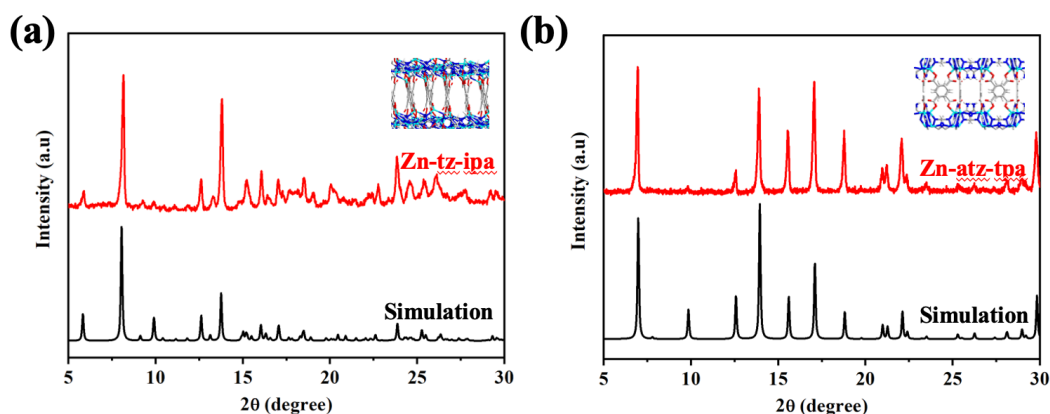 (a)
Intensity (a.u)
Zn-tz-ipa
Simulation
5 10 15 20 25 30
2θ (degree)
(b)
Intensity (a.u)
Zn-atz-tpa
Simulation
5 10 15 20 25 30
2θ (degree)